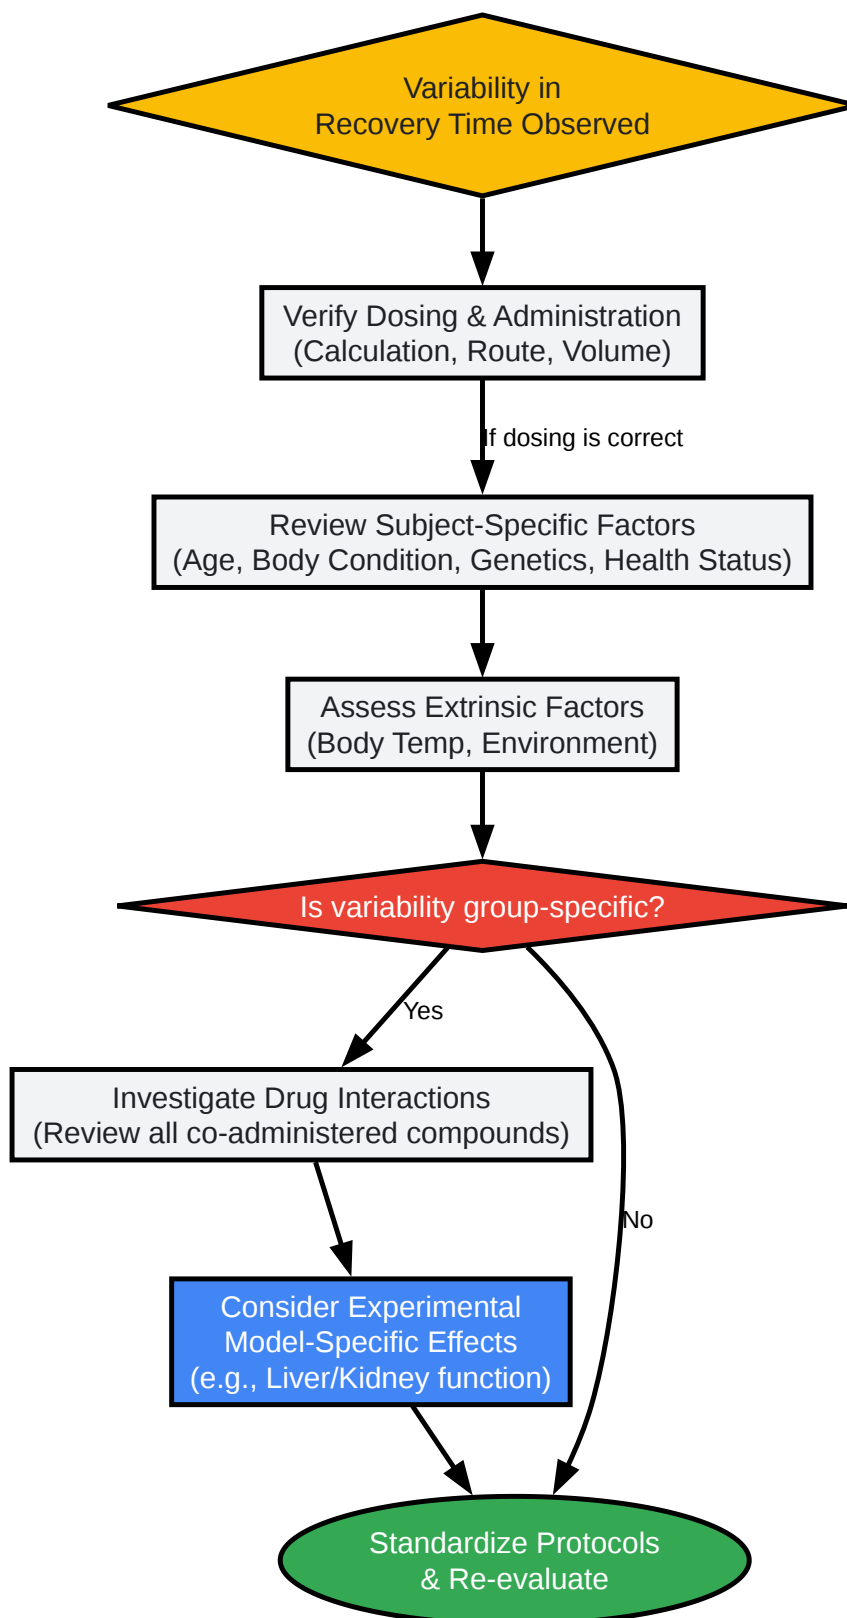 Variability in
Recovery Time Observed
Verify Dosing & Administration
(Calculation, Route, Volume)
If dosing is correct
Review Subject-Specific Factors
(Age, Body Condition, Genetics, Health Status)
Assess Extrinsic Factors
(Body Temp, Environment)
Is variability group-specific?
Yes
Investigate Drug Interactions
(Review all co-administered compounds)
No
Consider Experimental
Model-Specific Effects
(e.g., Liver/Kidney function)
Standardize Protocols
& Re-evaluate